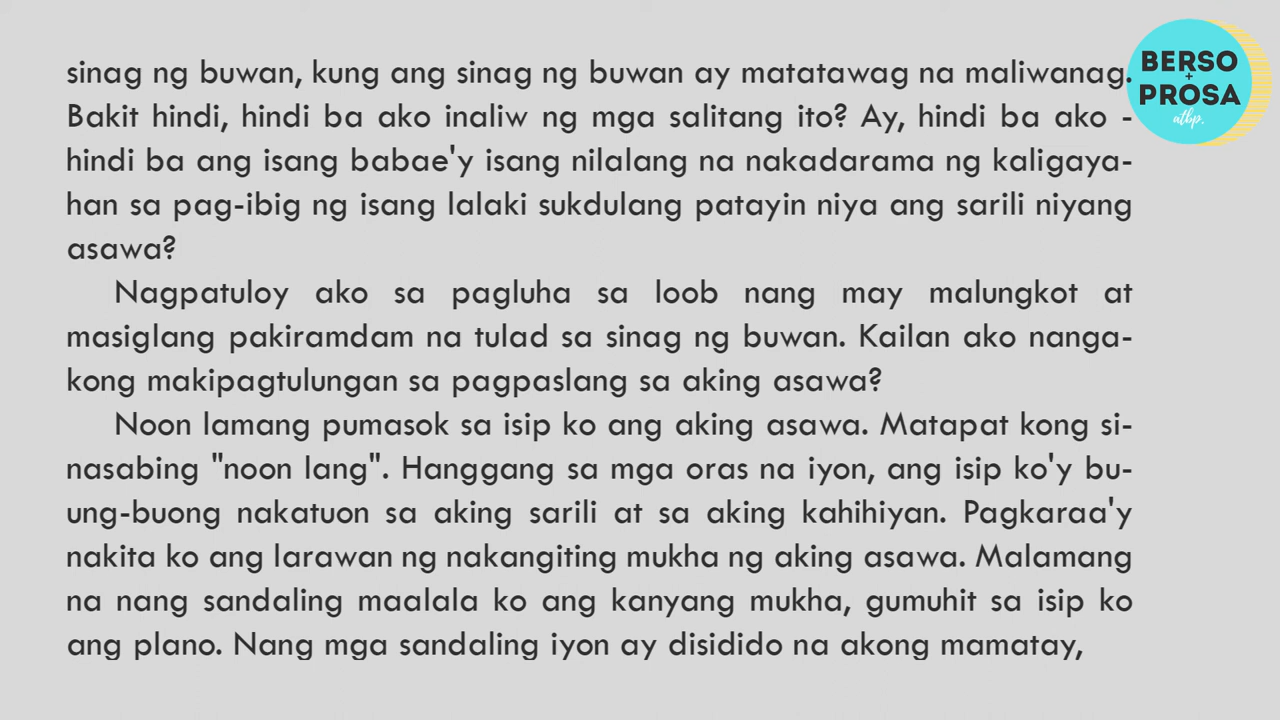 sinag ng buwan, kung ang sinag ng buwan ay matatawag na maliwanag.
Bakit hindi, hindi ba ako inaliw ng mga salitang ito? Ay, hindi ba ako -
hindi ba ang isang babae'y isang nilalang na nakadarama ng kaligaya-
han sa pag-ibig ng isang lalaki sukdulang patayin niya ang sarili niyang
asawa?
Nagpatuloy ako sa pagluha sa loob nang may malungkot at
masiglang pakiramdam na tulad sa sinag ng buwan. Kailan ako nanga-
kong makipagtulungan sa pagpaslang sa aking asawa?
Noon lamang pumasok sa isip ko ang aking asawa. Matapat kong si-
nasabing "noon lang". Hanggang sa mga oras na iyon, ang isip ko'y bu-
ung-buong nakatuon sa aking sarili at sa aking kahihiyan. Pagkaraa'y
nakita ko ang larawan ng nakangiting mukha ng aking asawa. Malamang
na nang sandaling maalala ko ang kanyang mukha, gumuhit sa isip ko
ang plano. Nang mga sandaling iyon ay disidido na akong mamatay,
BERSO
+
PROSA
atbp.